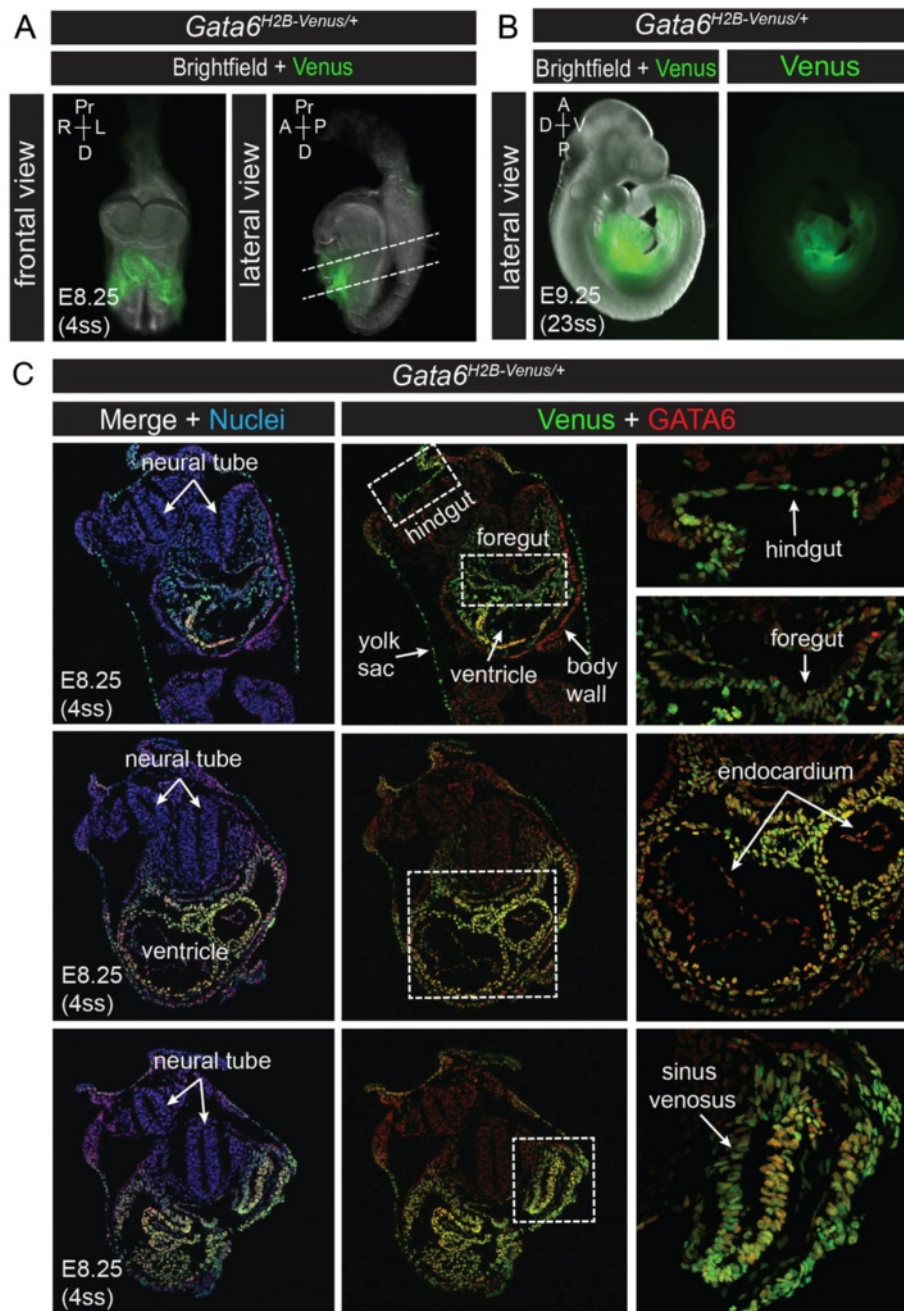 A
Gata6H2B-Venus/+
Brightfield + Venus
frontal view
Pr
R L
D
E8.25
(4ss)
lateral view
Pr
A P
D
B
Gata6H2B-Venus/+
Brightfield + Venus
Venus
lateral view
A
D V
P
E9.25
(23ss)
C
Gata6H2B-Venus/+
Merge + Nuclei
Venus + GATA6
neural tube
E8.25
(4ss)
hindgut
foregut
yolk
sac
ventricle
body
wall
hindgut
foregut
neural tube
ventricle
E8.25
(4ss)
endocardium
neural tube
E8.25
(4ss)
sinus
venosus